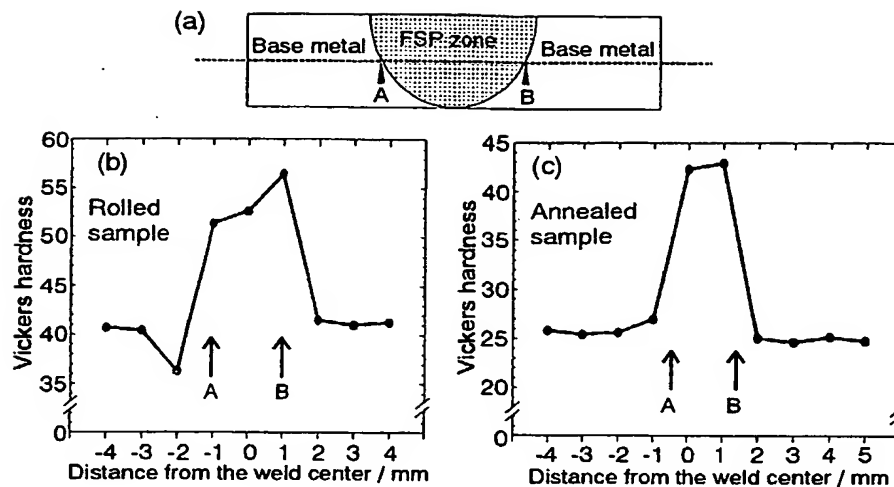 (a)
Base metal FSP zone Base metal
A B
(b)
Rolled
sample
Vickers hardness
60
55
50
45
40
35
0
A B
-4 -3 -2 -1 0 1 2 3 4
Distance from the weld center / mm
(c)
Annealed
sample
Vickers hardness
45
40
35
30
25
20
0
A B
-4 -3 -2 -1 0 1 2 3 4 5
Distance from the weld center / mm